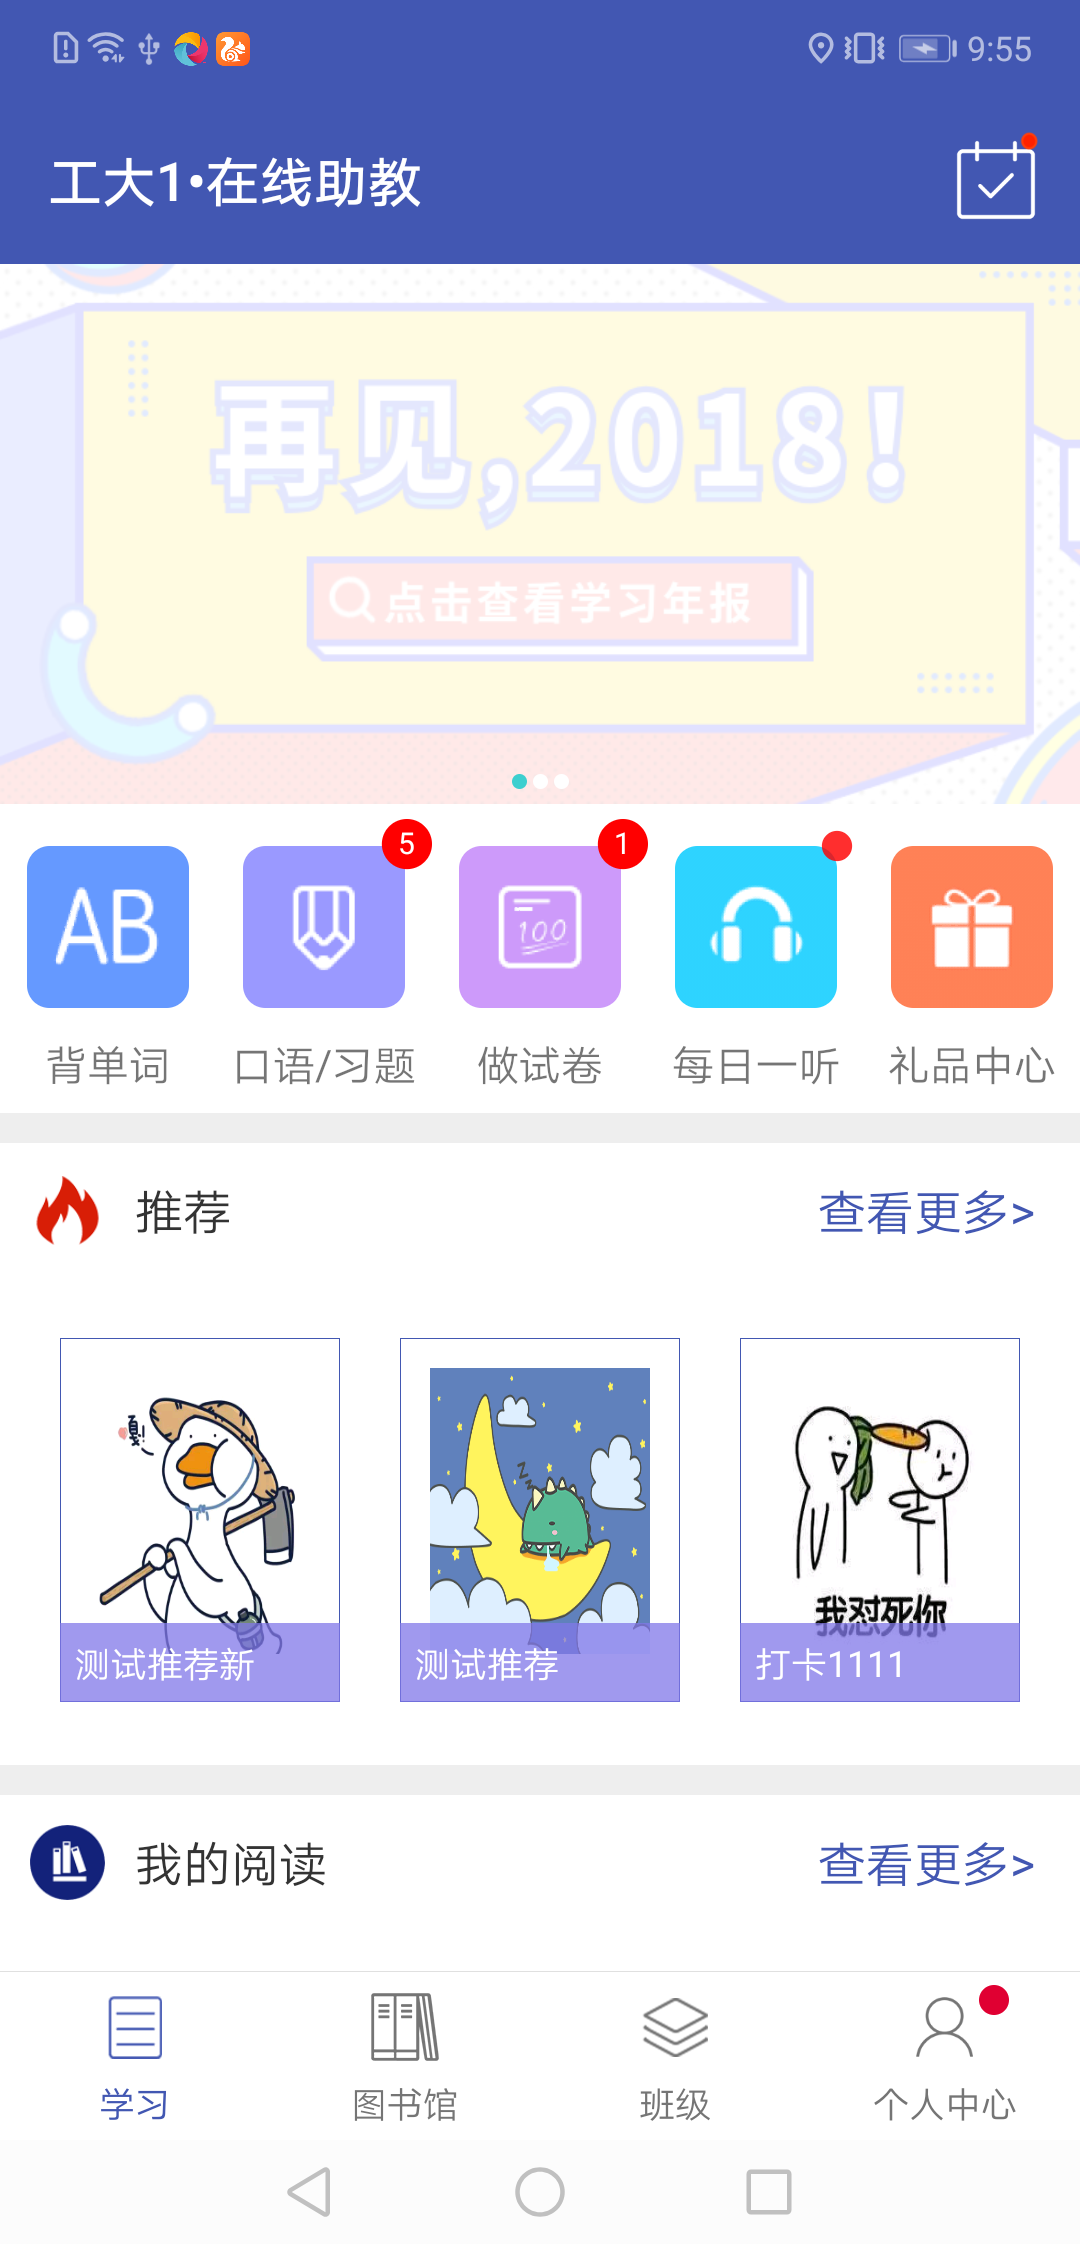 9:55
工大1•在线助教
再见,2018!
点击查看学习年报
5
1
AB
100
背单词
口语/习题
做试卷
每日一听
礼品中心
推荐
查看更多>
嘎!
Z
Z
我怼死你
测试推荐新
测试推荐
打卡1111
我的阅读
查看更多>
学习
图书馆
班级
个人中心